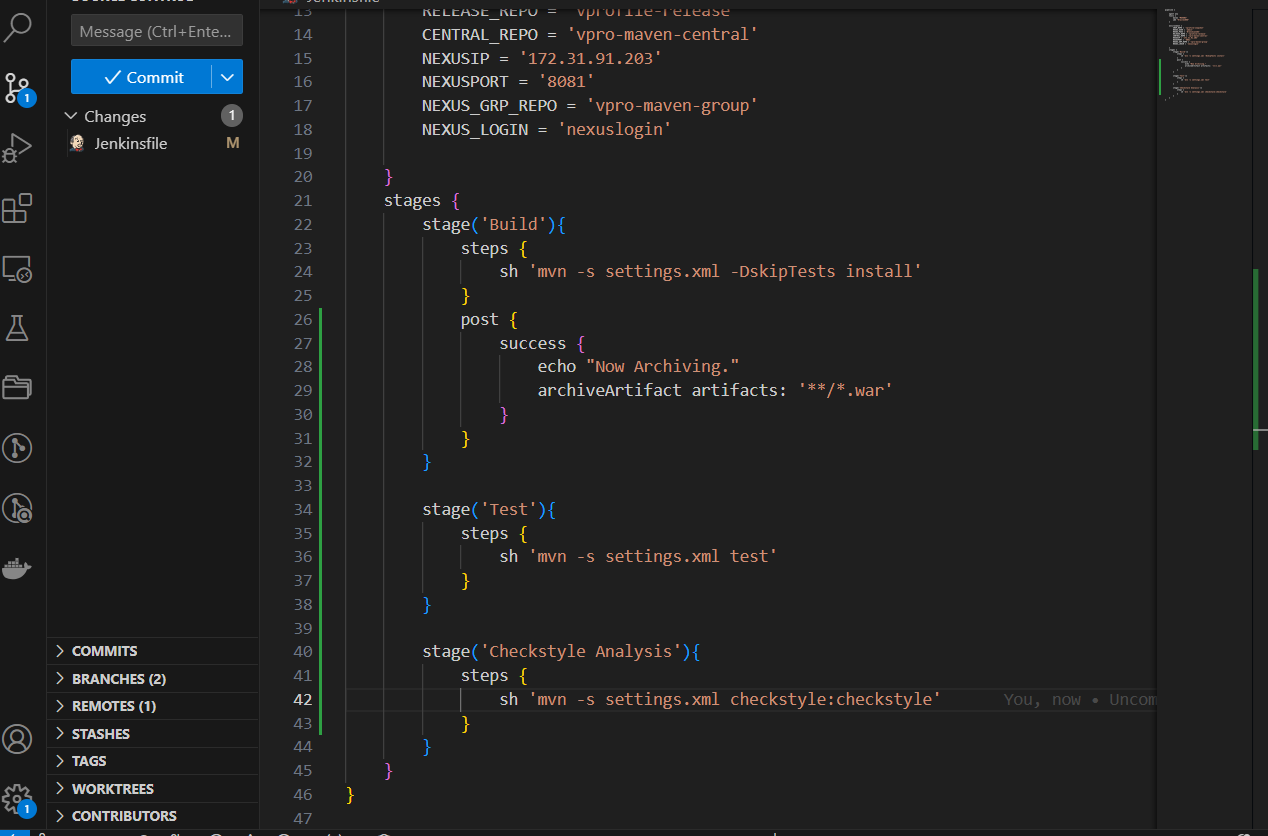 Message (Ctrl+Ente...
Commit
Changes 1
Jenkinsfile M
1
COMMITS
BRANCHES (2)
REMOTES (1)
STASHES
TAGS
WORKTREES
CONTRIBUTORS
1
Jenkinsfile
13 RELEASE_REPO = 'vprofile-release'
14 CENTRAL_REPO = 'vpro-maven-central'
15 NEXUSIP = '172.31.91.203'
16 NEXUSPORT = '8081'
17 NEXUS_GRP_REPO = 'vpro-maven-group'
18 NEXUS_LOGIN = 'nexuslogin'
19
20 }
21 stages {
22 stage('Build'){
23 steps {
24 sh 'mvn -s settings.xml -DskipTests install'
25 }
26 post {
27 success {
28 echo "Now Archiving."
29 archiveArtifact artifacts: '**/*.war'
30 }
31 }
32 }
33
34 stage('Test'){
35 steps {
36 sh 'mvn -s settings.xml test'
37 }
38 }
39
40 stage('Checkstyle Analysis'){
41 steps {
42 sh 'mvn -s settings.xml checkstyle:checkstyle' You, now • Uncom
43 }
44 }
45 }
46 }
47